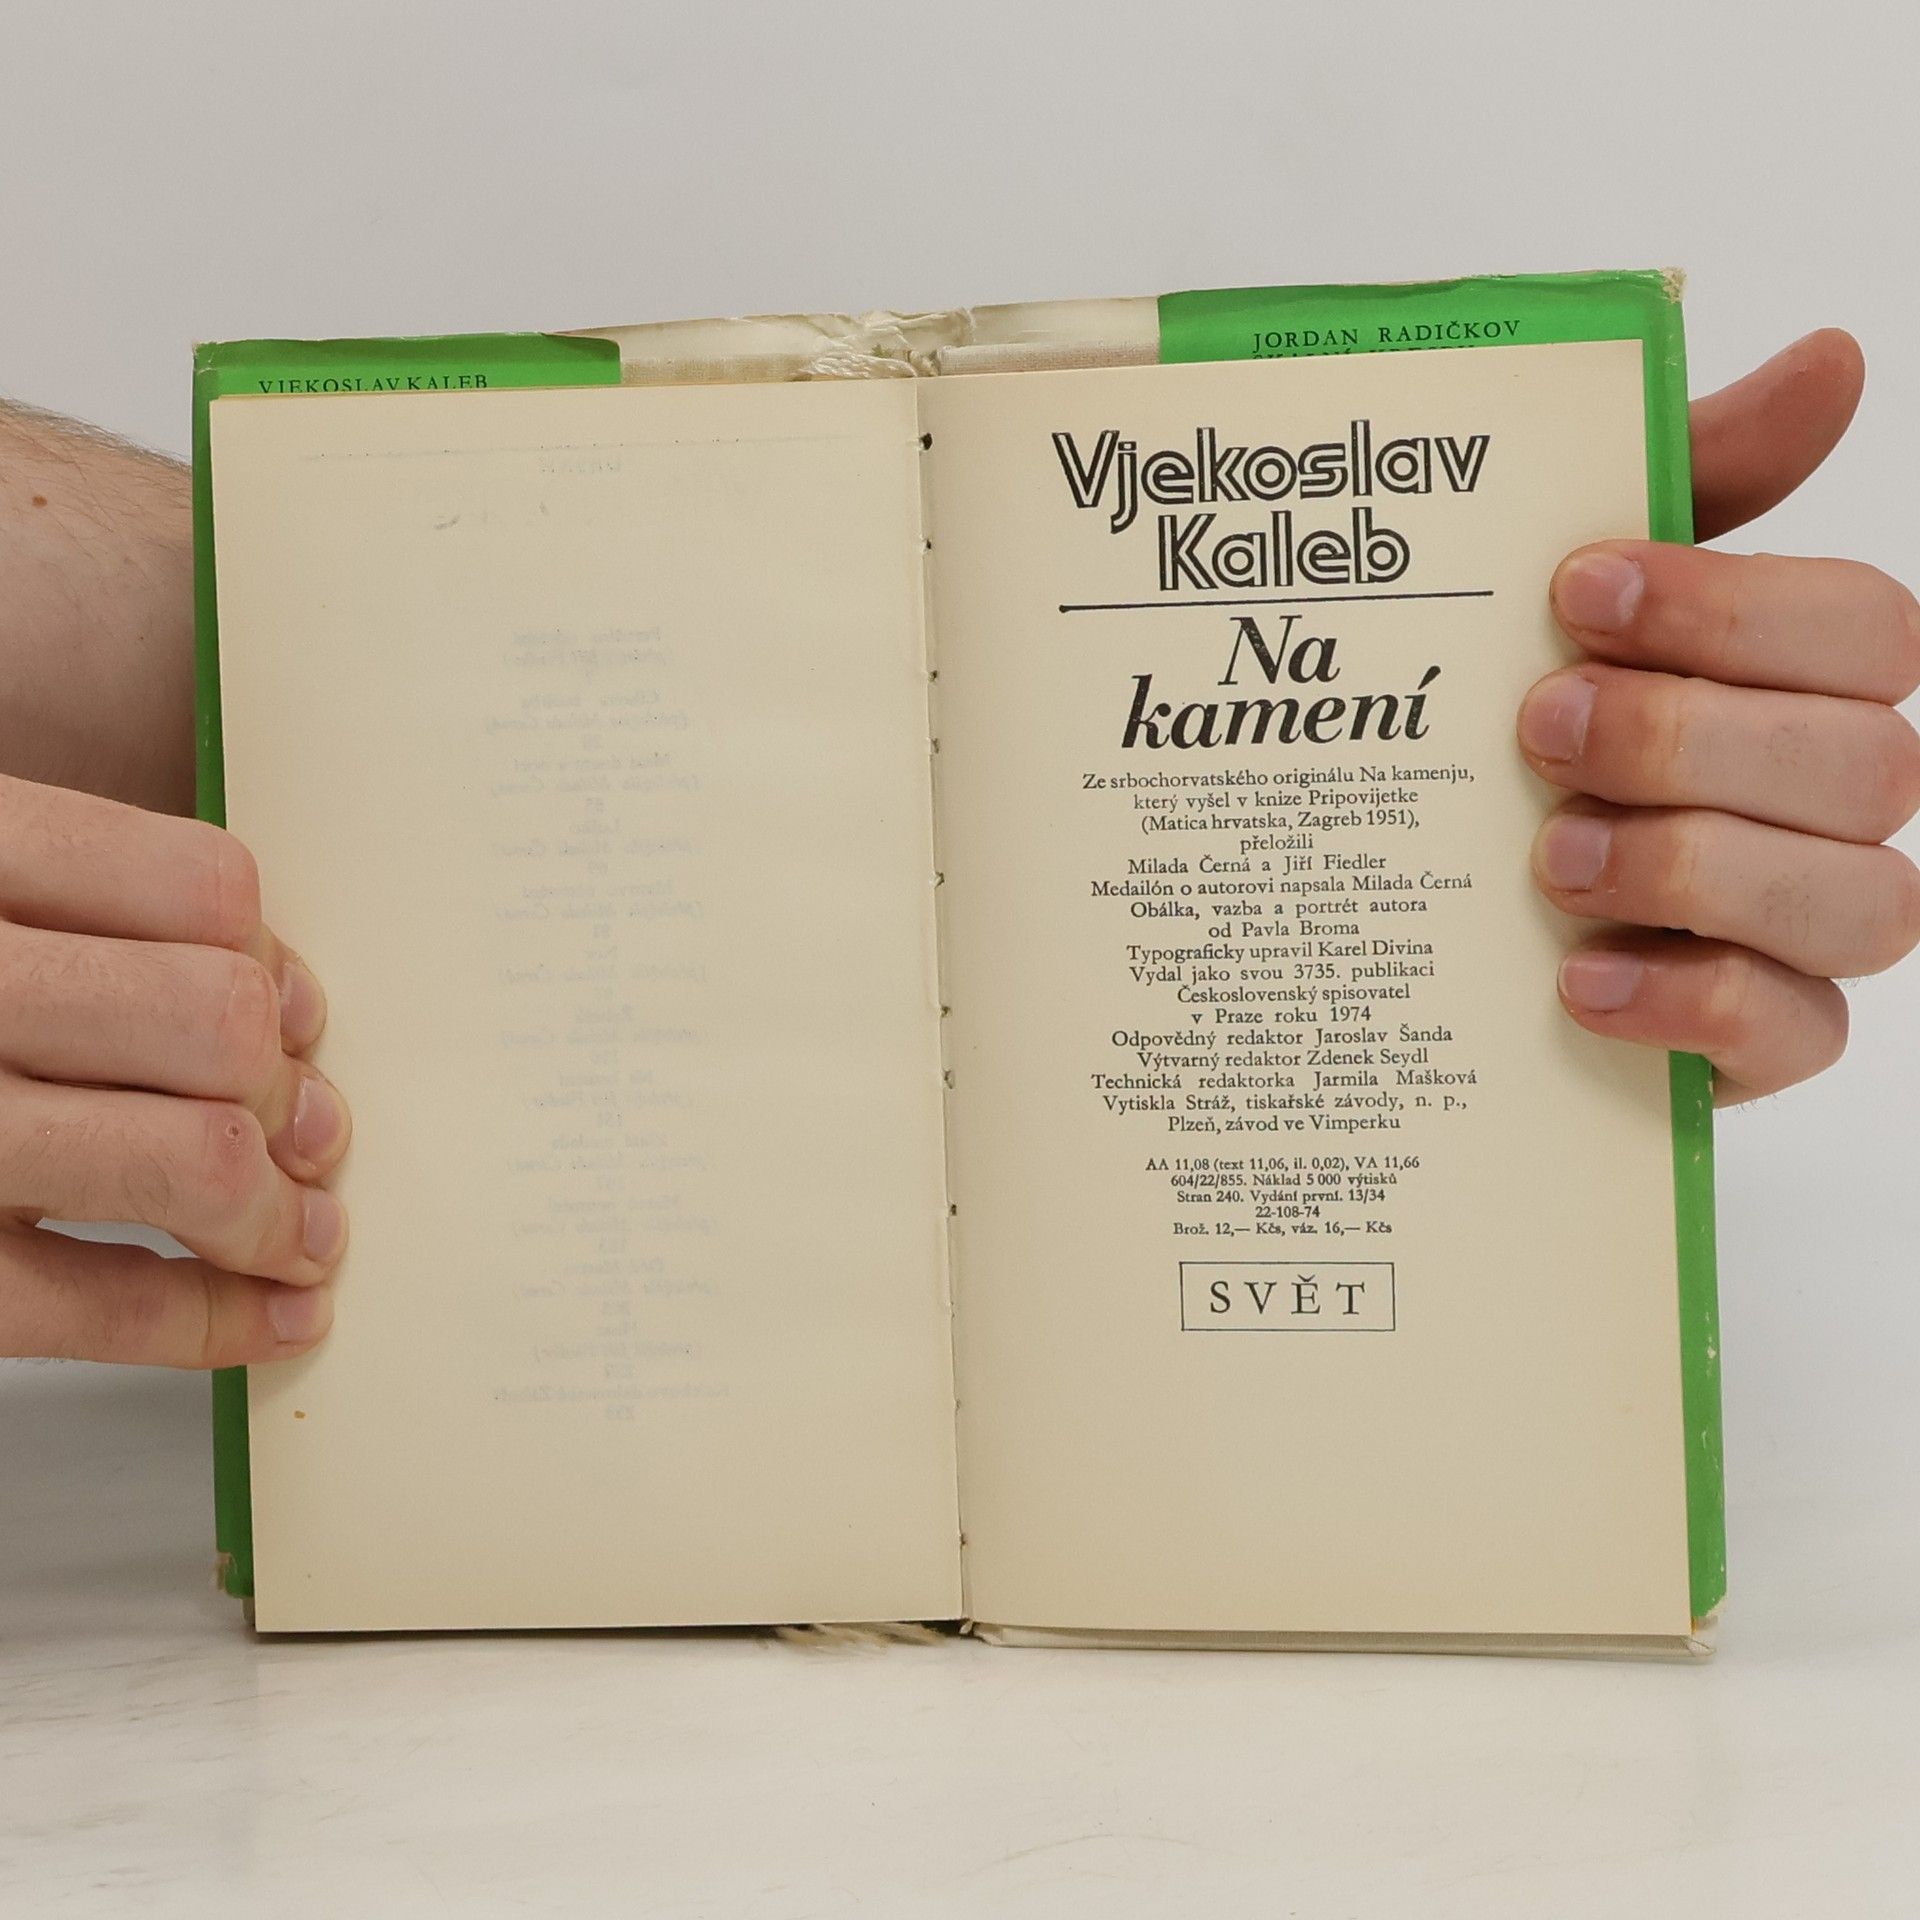 VJEKOSLAV KALEB
JORDAN RADIČKOV
Vjekoslav
Kaleb
Na
kamení
Ze srbochorvatského originálu Na kamenju,
který vyšel v knize Pripovijetke
(Matica hrvatska, Zagreb 1951),
přeložili
Milada Černá a Jiří Fiedler
Medailón o autorovi napsala Milada Černá
Obálka, vazba a portrét autora
od Pavla Broma
Typograficky upravil Karel Divina
Vydal jako svou 3735. publikaci
Československý spisovatel
v Praze roku 1974
Odpovědný redaktor Jaroslav Šanda
Výtvarný redaktor Zdenek Seydl
Technická redaktorka Jarmila Mašková
Vytiskla Stráž, tiskařské závody, n. p.,
Plzeň, závod ve Vimperku
AA 11,08 (text 11,06, il. 0,02), VA 11,66
604/22/855. Náklad 5 000 výtisků
Stran 240. Vydání první. 13/34
22-108-74
Brož. 12,— Kčs, váz. 16,— Kčs
SVĚT